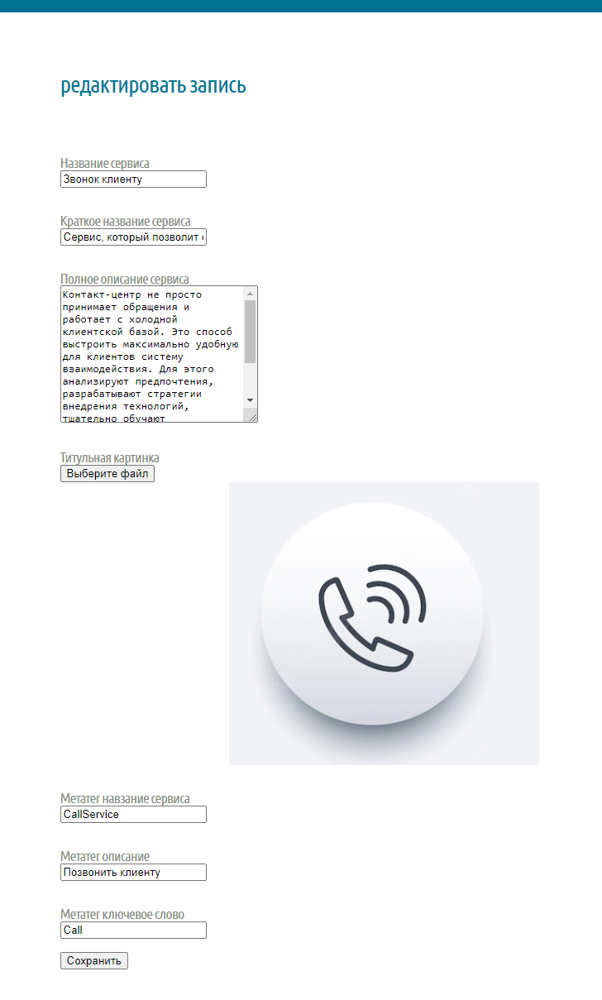 редактировать запись
Название сервиса
Звонок клиенту
Краткое название сервиса
Сервис, который позволит
Полное описание сервиса
Контакт-центр не просто
принимает обращения и
работает с холодной
клиентской базой. Это способ
выстроить максимально удобную
для клиентов систему
взаимодействия. Для этого
анализируют предпочтения,
разрабатывают стратегии
внедрения технологий,
тщательно обучают
Титульная картинка
Выберите файл
Метатег навзание сервиса
CallService
Метатег описание
Позвонить клиенту
Метатег ключевое слово
Call
Сохранить